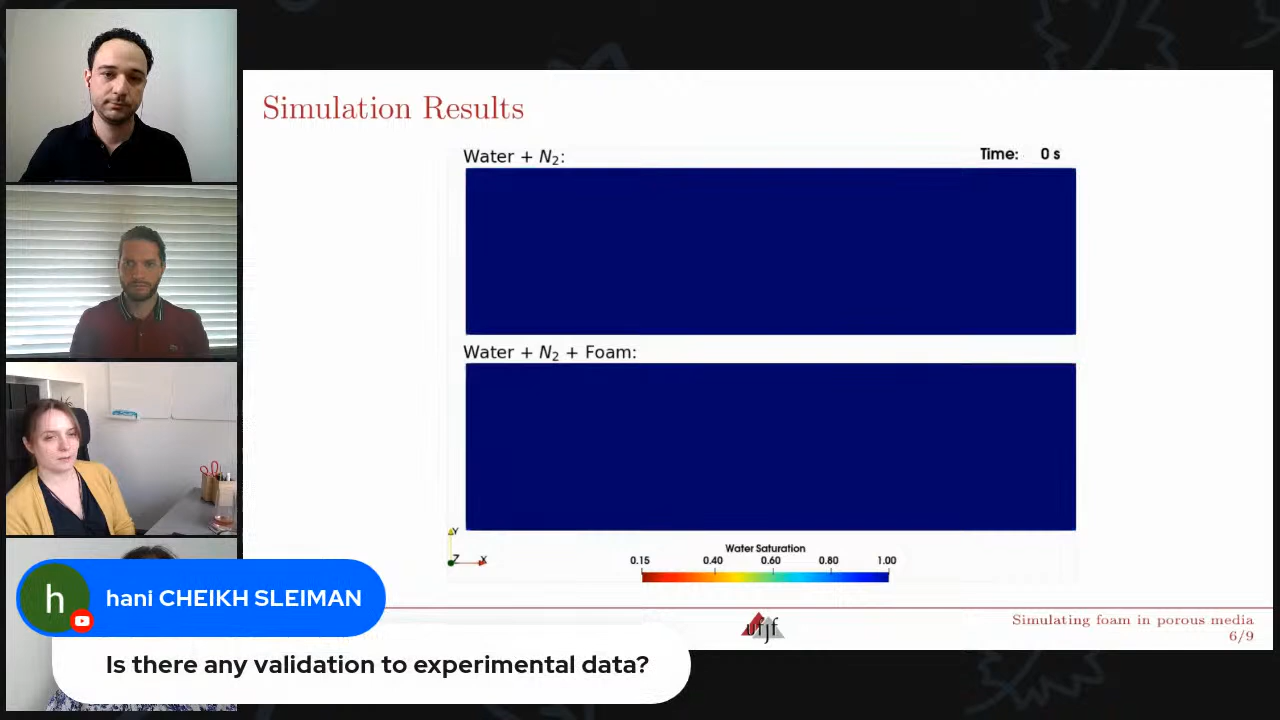 Simulation Results
Water + N2:
Time: 0 s
Water + N2 + Foam:
Y
Z
X
Water Saturation
0.15 0.40 0.60 0.80 1.00
Simulating foam in porous media
6/9
ufjf
h
hani CHEIKH SLEIMAN
Is there any validation to experimental data?